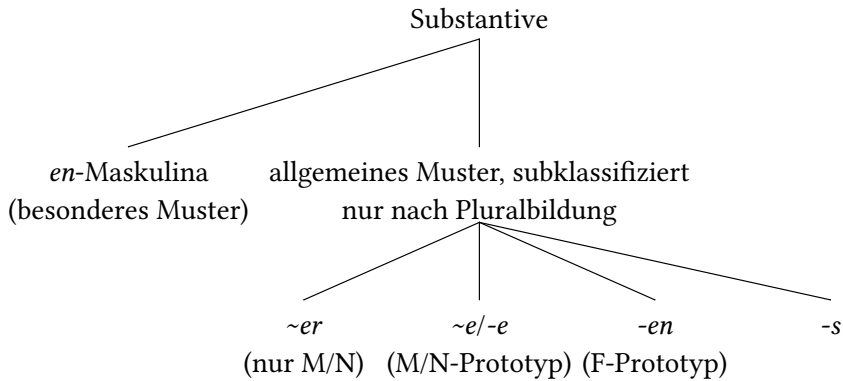 Substantive
en-Maskulina
(besonderes Muster)
allgemeines Muster, subklassifiziert
nur nach Pluralbildung
~er
(nur M/N)
~e/-e
(M/N-Prototyp)
-en
(F-Prototyp)
-s